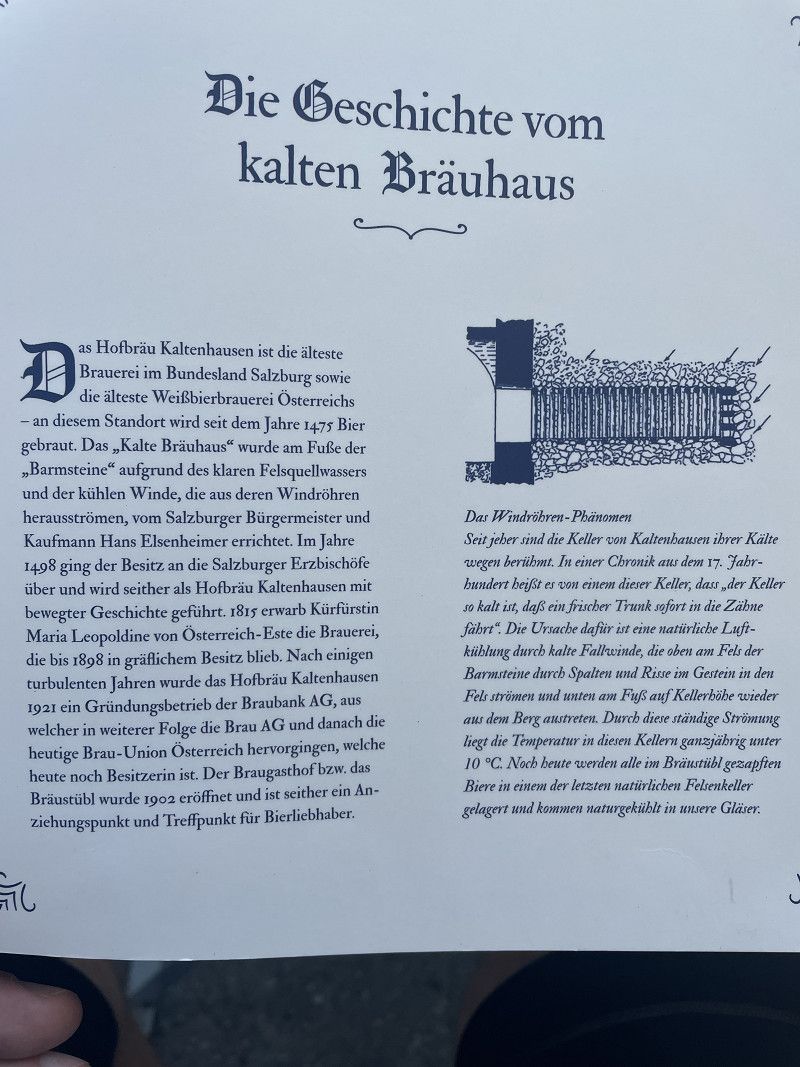 Die Geschichte vom
kalten Bräuhaus
Das Hofbräu Kaltenhausen ist die älteste
Brauerei im Bundesland Salzburg sowie
die älteste Weißbierbrauerei Österreichs
– an diesem Standort wird seit dem Jahre 1475 Bier
gebraut. Das „Kalte Bräuhaus“ wurde am Fuße der
„Barmsteine“ aufgrund des klaren Felsquellwassers
und der kühlen Winde, die aus deren Windröhren
herausströmen, vom Salzburger Bürgermeister und
Kaufmann Hans Elsenheimer errichtet. Im Jahre
1498 ging der Besitz an die Salzburger Erzbischöfe
über und wird seither als Hofbräu Kaltenhausen mit
bewegter Geschichte geführt. 1815 erwarb Kürfürstin
Maria Leopoldine von Österreich-Este die Brauerei,
die bis 1898 in gräflichem Besitz blieb. Nach einigen
turbulenten Jahren wurde das Hofbräu Kaltenhausen
1921 ein Gründungsbetrieb der Braubank AG, aus
welcher in weiterer Folge die Brau AG und danach die
heutige Brau-Union Österreich hervorgingen, welche
heute noch Besitzerin ist. Der Braugasthof bzw. das
Bräustübl wurde 1902 eröffnet und ist seither ein An-
ziehungspunkt und Treffpunkt für Bierliebhaber.
Das Windröhren-Phänomen
Seit jeher sind die Keller von Kaltenhausen ihrer Kälte
wegen berühmt. In einer Chronik aus dem 17. Jahr-
hundert heißt es von einem dieser Keller, dass „der Keller
so kalt ist, daß ein frischer Trunk sofort in die Zähne
fährt“. Die Ursache dafür ist eine natürliche Luft-
kühlung durch kalte Fallwinde, die oben am Fels der
Barmsteine durch Spalten und Risse im Gestein in den
Fels strömen und unten am Fuß auf Kellerhöhe wieder
aus dem Berg austreten. Durch diese ständige Strömung
liegt die Temperatur in diesen Kellern ganzjährig unter
10 °C. Noch heute werden alle im Bräustübl gezapften
Biere in einem der letzten natürlichen Felsenkeller
gelagert und kommen naturgekühlt in unsere Gläser.